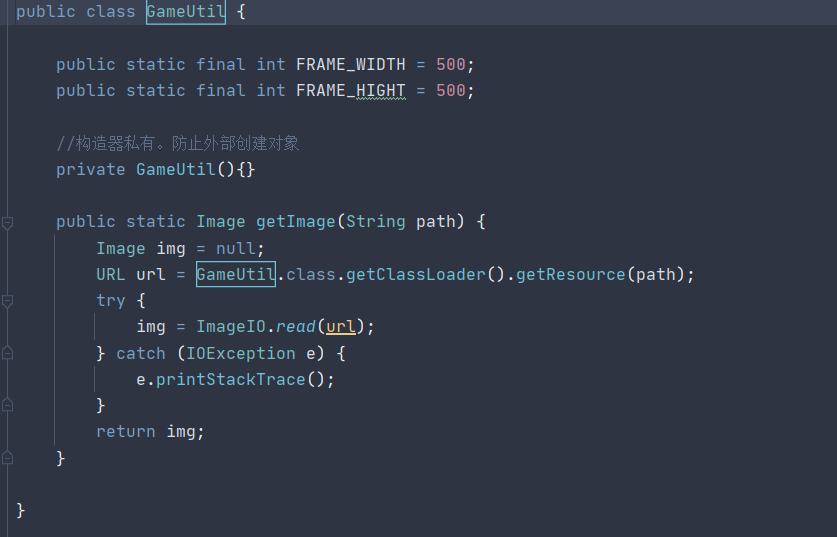 public class GameUtil {
public static final int FRAME_WIDTH = 500;
public static final int FRAME_HIGHT = 500;
//构造器私有。防止外部创建对象
private GameUtil(){}
public static Image getImage(String path) {
Image img = null;
URL url = GameUtil.class.getClassLoader().getResource(path);
try {
img = ImageIO.read(url);
} catch (IOException e) {
e.printStackTrace();
}
return img;
}
}